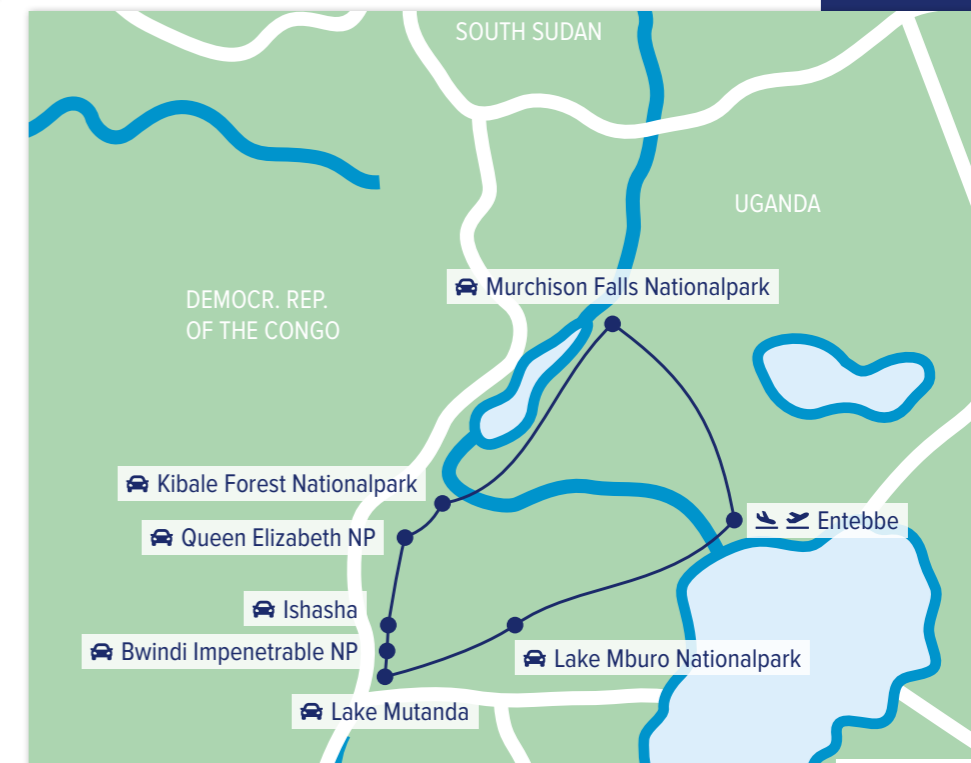 SOUTH SUDAN
UGANDA
Murchison Falls Nationalpark
DEMOCR. REP.
OF THE CONGO
Kibale Forest Nationalpark
Entebbe
Queen Elizabeth NP
Ishasha
Bwindi Impenetrable NP
Lake Mburo Nationalpark
Lake Mutanda